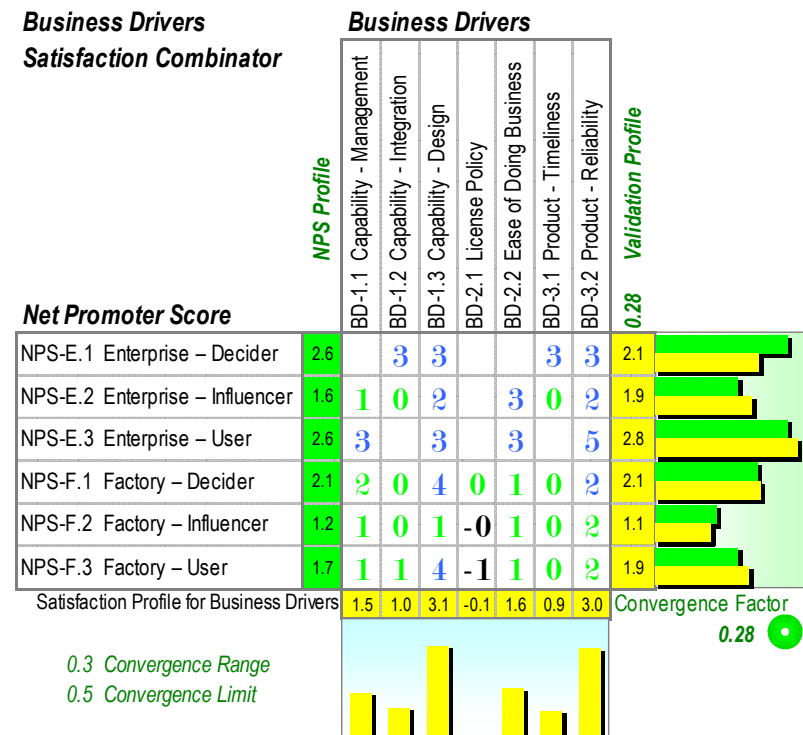 Business Drivers
Satisfaction Combinator
Business Drivers
NPS Profile
BD-1.1 Capability - Management
BD-1.2 Capability - Integration
BD-1.3 Capability - Design
BD-2.1 License Policy
BD-2.2 Ease of Doing Business
BD-3.1 Product - Timeliness
BD-3.2 Product - Reliability
0.28 Validation Profile
Net Promoter Score
NPS-E.1 Enterprise – Decider 2.6 3 3 3 3 2.1
NPS-E.2 Enterprise – Influencer 1.6 1 0 2 3 0 2 1.9
NPS-E.3 Enterprise – User 2.6 3 3 3 5 2.8
NPS-F.1 Factory – Decider 2.1 2 0 4 0 1 0 2 2.1
NPS-F.2 Factory – Influencer 1.2 1 0 1 -0 1 0 2 1.1
NPS-F.3 Factory – User 1.7 1 1 4 -1 1 0 2 1.9
Satisfaction Profile for Business Drivers 1.5 1.0 3.1 -0.1 1.6 0.9 3.0 Convergence Factor
0.28
0.3 Convergence Range
0.5 Convergence Limit